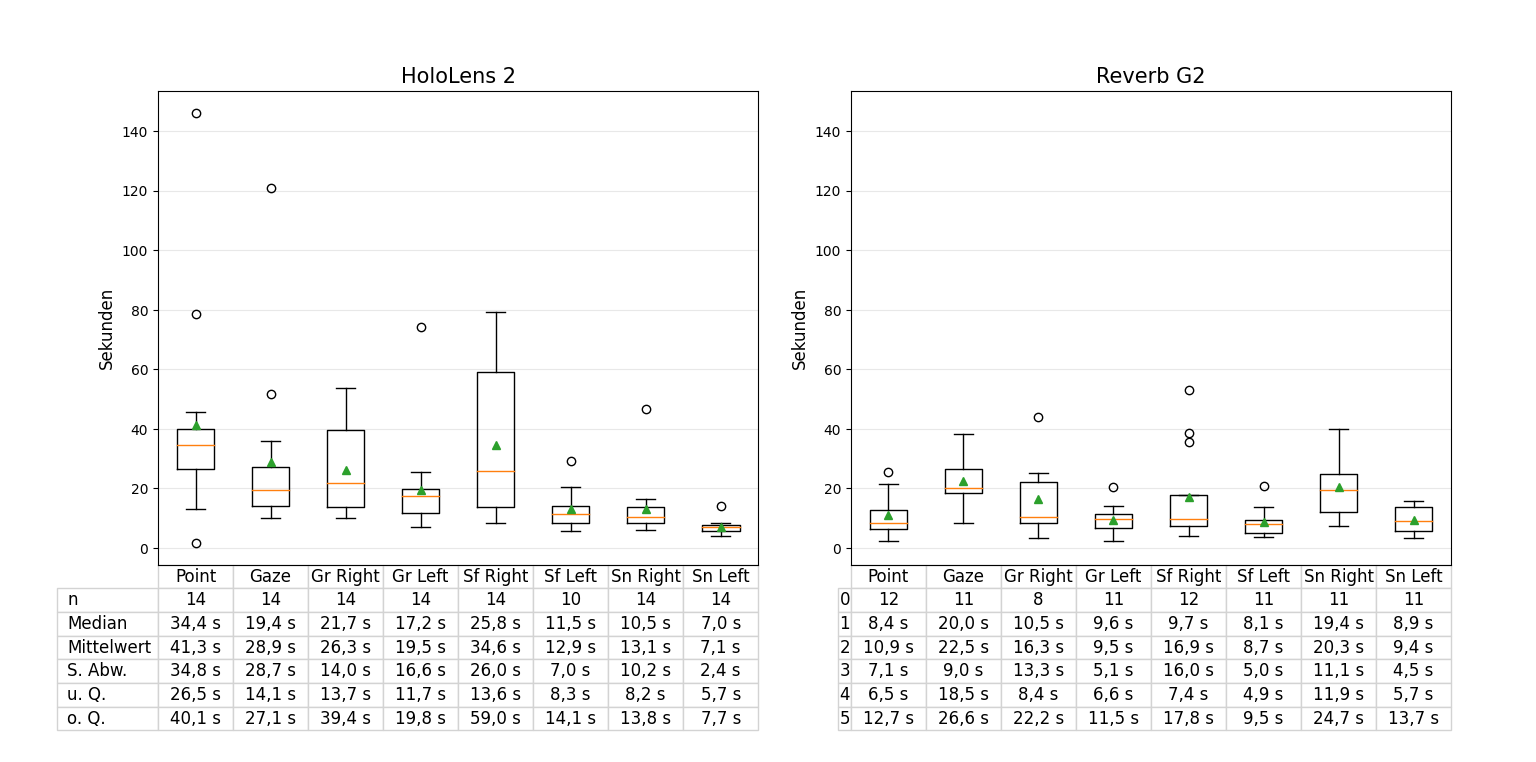 HoloLens 2
Sekunden
140
120
100
80
60
40
20
0
Point Gaze Gr Right Gr Left Sf Right Sf Left Sn Right Sn Left
n 14 14 14 14 14 10 14 14
Median 34,4 s 19,4 s 21,7 s 17,2 s 25,8 s 11,5 s 10,5 s 7,0 s
Mittelwert 41,3 s 28,9 s 26,3 s 19,5 s 34,6 s 12,9 s 13,1 s 7,1 s
S. Abw. 34,8 s 28,7 s 14,0 s 16,6 s 26,0 s 7,0 s 10,2 s 2,4 s
u. Q. 26,5 s 14,1 s 13,7 s 11,7 s 13,6 s 8,3 s 8,2 s 5,7 s
o. Q. 40,1 s 27,1 s 39,4 s 19,8 s 59,0 s 14,1 s 13,8 s 7,7 s
Reverb G2
Sekunden
140
120
100
80
60
40
20
0
Point Gaze Gr Right Gr Left Sf Right Sf Left Sn Right Sn Left
0 12 11 8 11 12 11 11 11
1 8,4 s 20,0 s 10,5 s 9,6 s 9,7 s 8,1 s 19,4 s 8,9 s
2 10,9 s 22,5 s 16,3 s 9,5 s 16,9 s 8,7 s 20,3 s 9,4 s
3 7,1 s 9,0 s 13,3 s 5,1 s 16,0 s 5,0 s 11,1 s 4,5 s
4 6,5 s 18,5 s 8,4 s 6,6 s 7,4 s 4,9 s 11,9 s 5,7 s
5 12,7 s 26,6 s 22,2 s 11,5 s 17,8 s 9,5 s 24,7 s 13,7 s